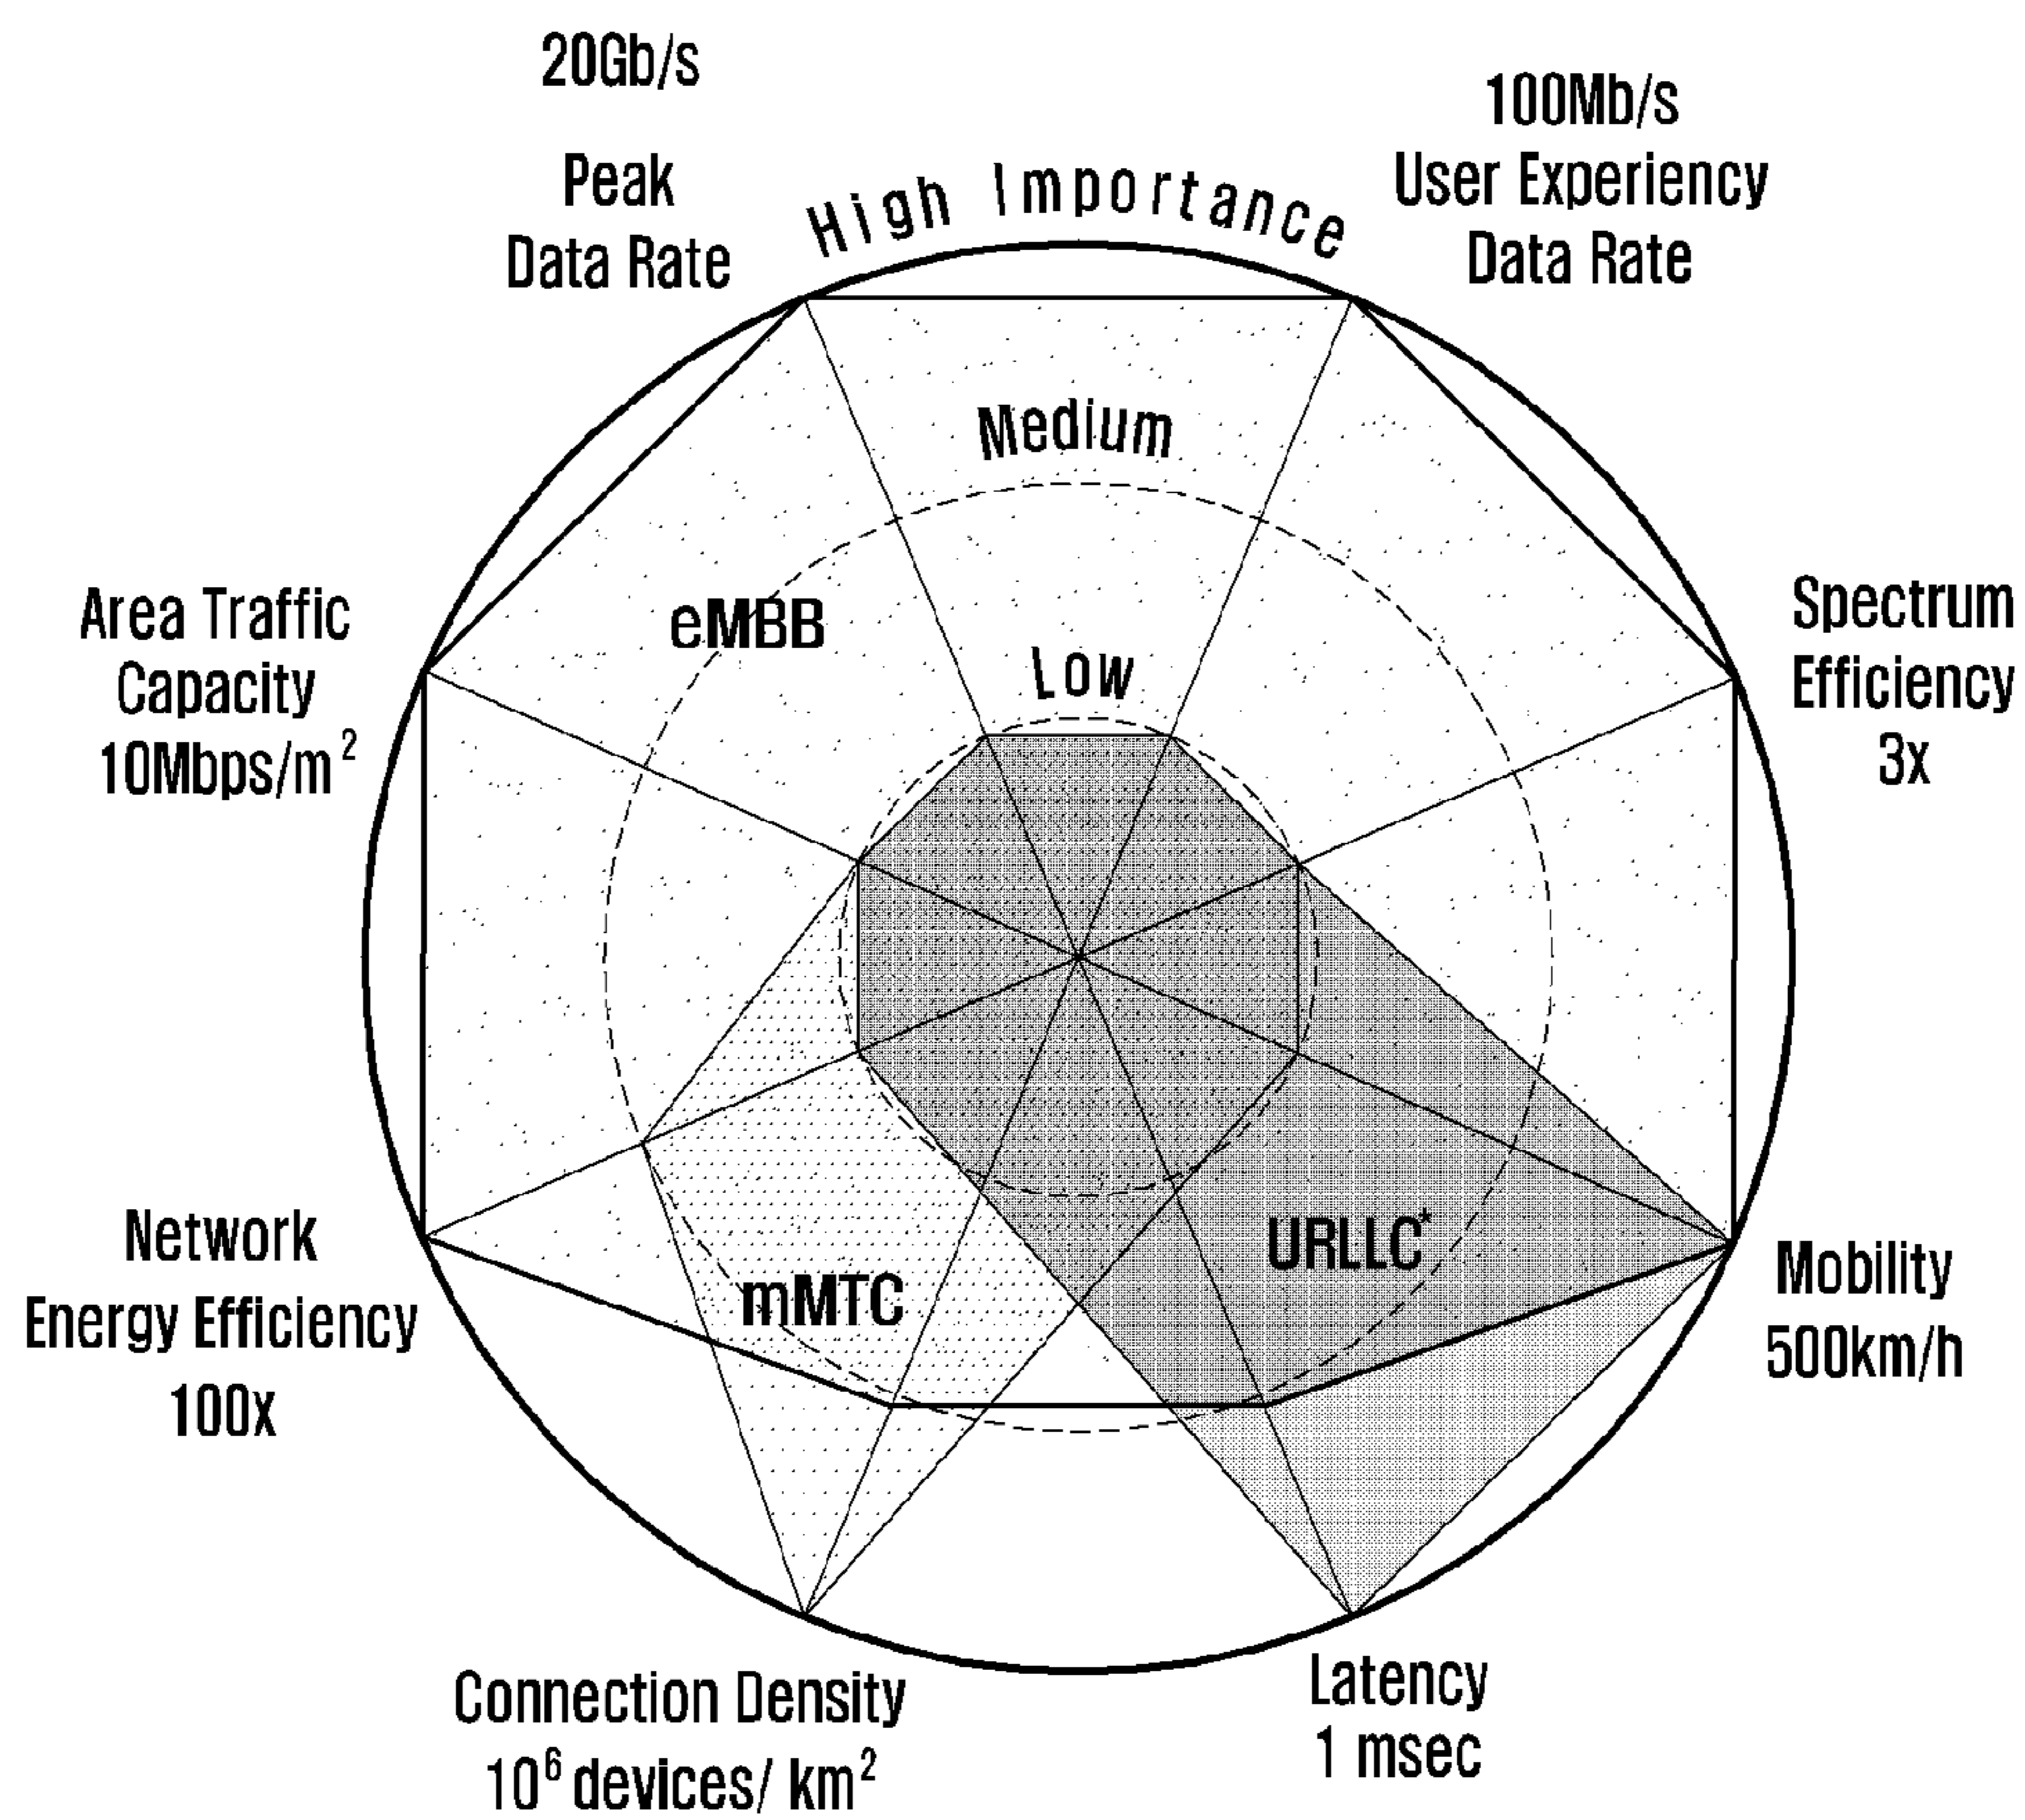 20Gb/s
Peak
Data Rate
High Importance
100Mb/s
User Experiency
Data Rate
Medium
eMBB
Low
Area Traffic
Capacity
10Mbps/m²
Spectrum
Efficiency
3x
Network
Energy Efficiency
100x
mMTC
URLLC*
Mobility
500km/h
Connection Density
10⁶ devices/ km²
Latency
1 msec